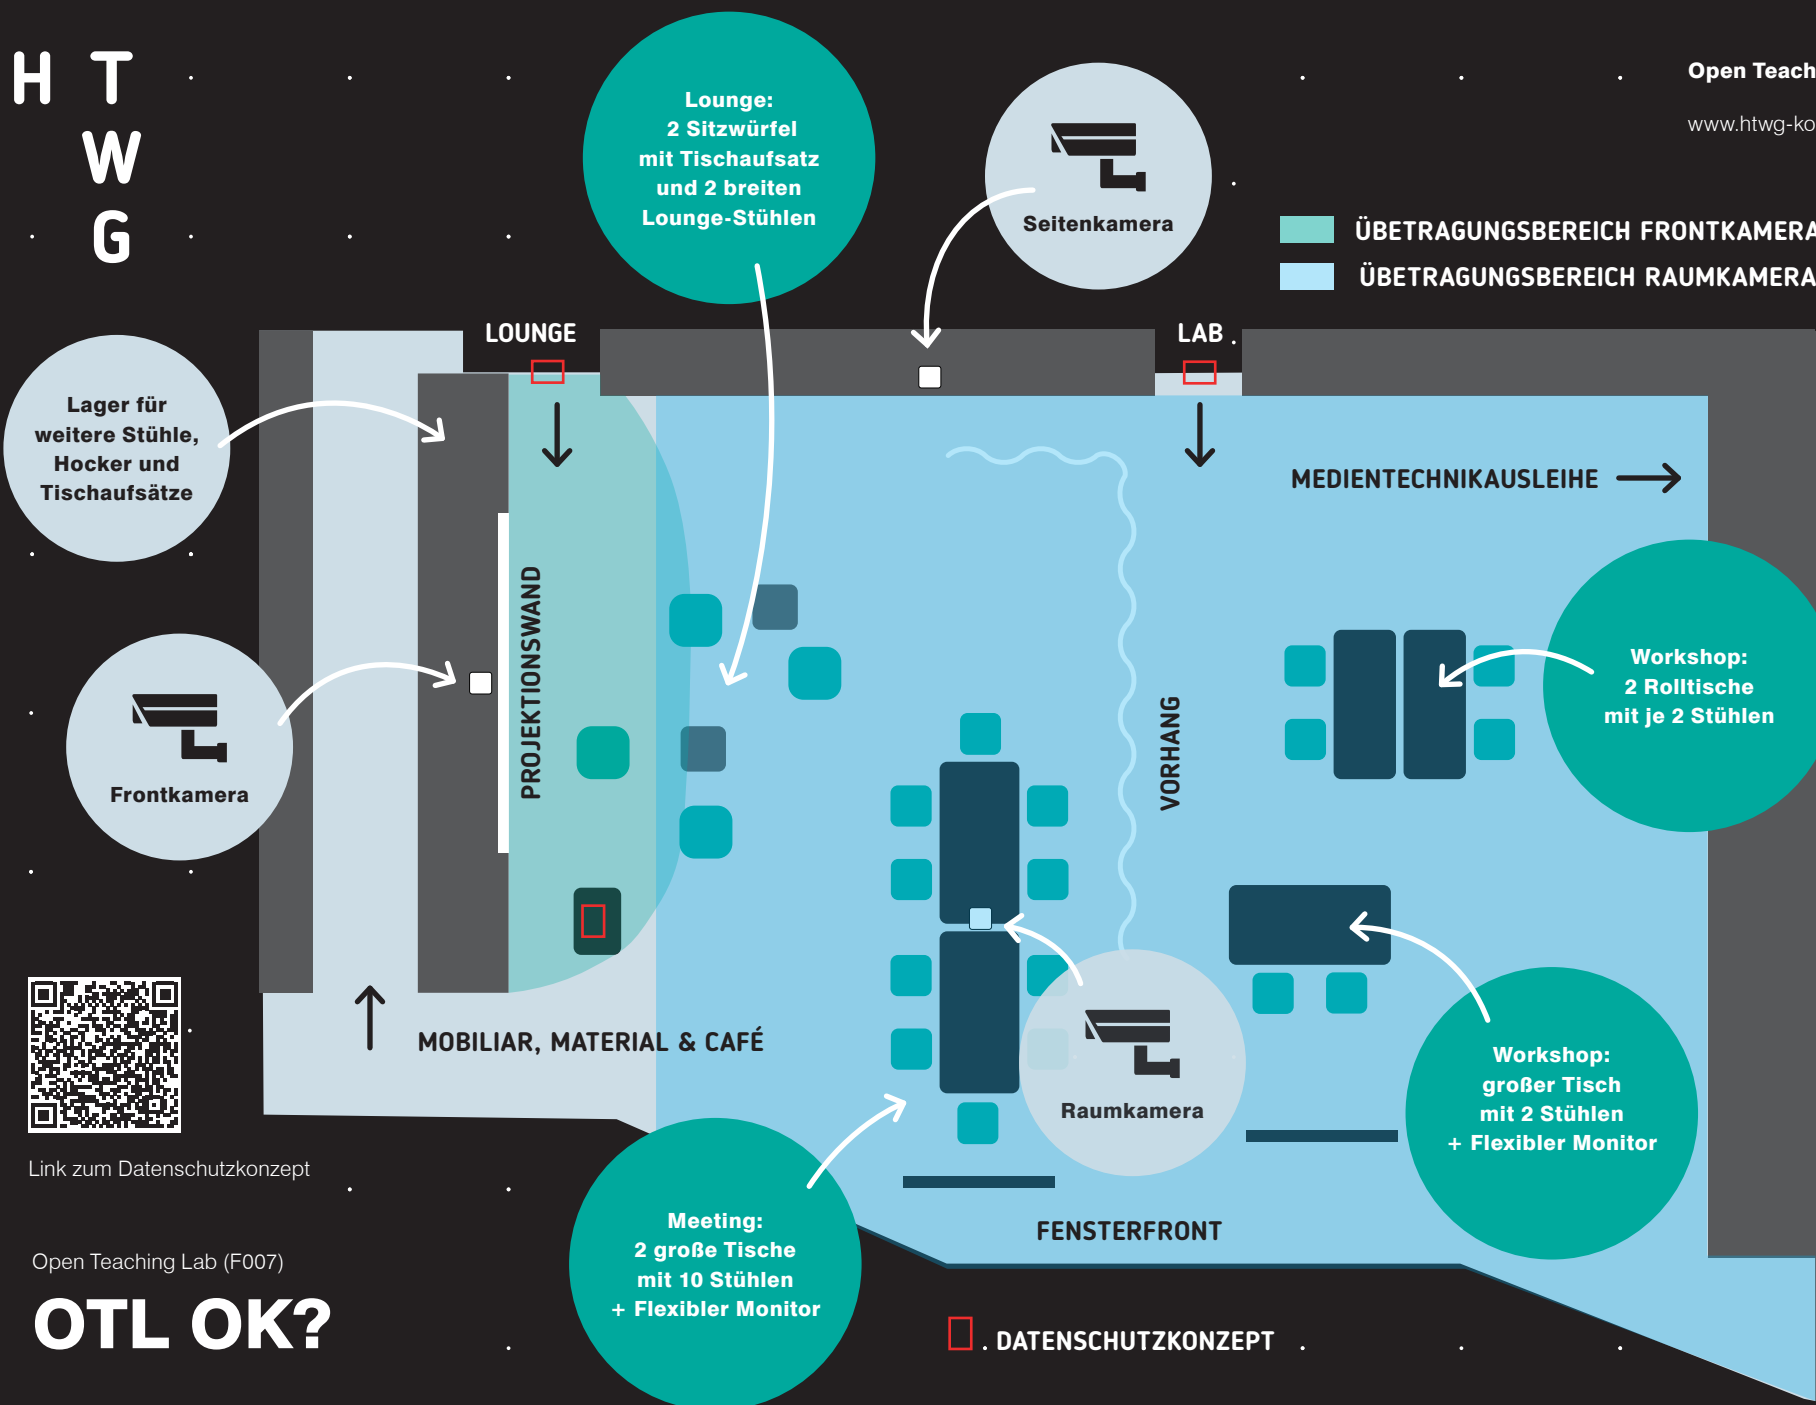 H T
W
G
Open Teach
www.htwg-ko
Lounge:
2 Sitzwürfel
mit Tischaufsatz
und 2 breiten
Lounge-Stühlen
Seitenkamera
ÜBETRAGUNGSBEREICH FRONTKAMERA
ÜBETRAGUNGSBEREICH RAUMKAMERA
LOUNGE
LAB
Lager für
weitere Stühle,
Hocker und
Tischaufsätze
MEDIENTECHNIKAUSLEIHE
PROJEKTIONSWAND
Frontkamera
VORHANG
Workshop:
2 Rolltische
mit je 2 Stühlen
MOBILIAR, MATERIAL & CAFÉ
Raumkamera
Workshop:
großer Tisch
mit 2 Stühlen
+ Flexibler Monitor
Link zum Datenschutzkonzept
Meeting:
2 große Tische
mit 10 Stühlen
+ Flexibler Monitor
FENSTERFRONT
Open Teaching Lab (F007)
OTL OK?
DATENSCHUTZKONZEPT